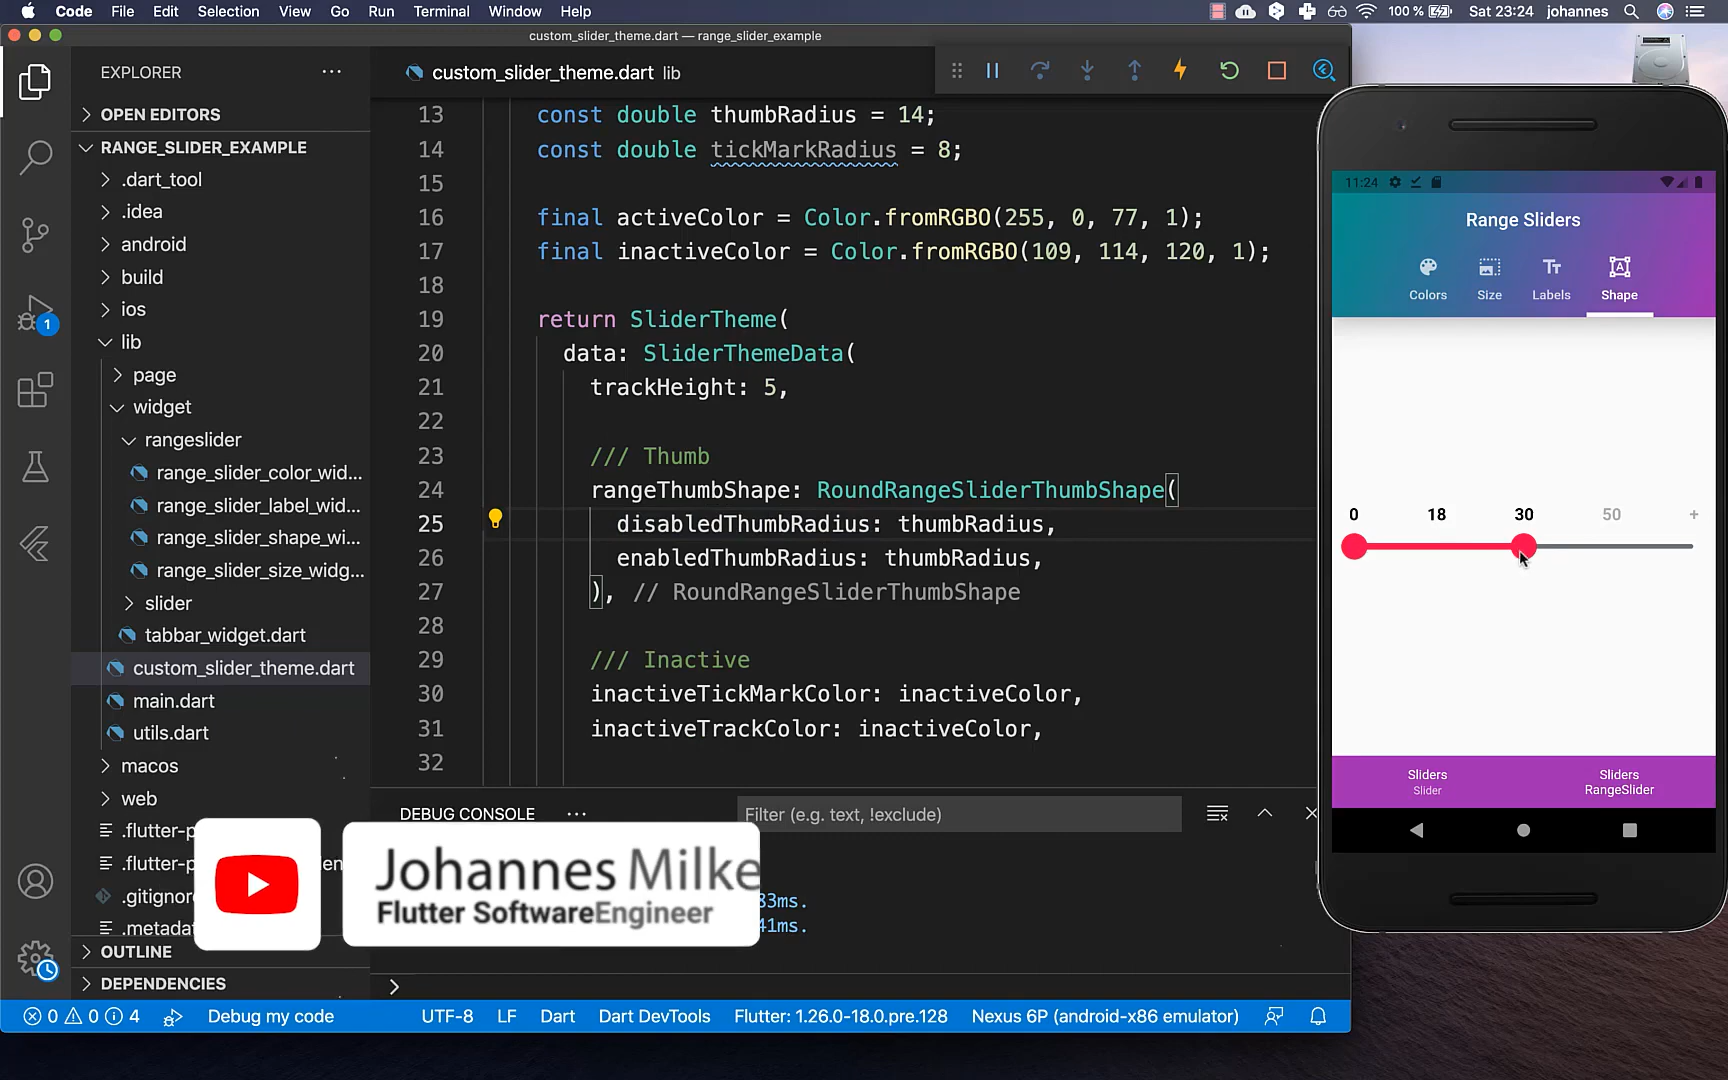 Code File Edit Selection View Go Run Terminal Window Help
100 % Sat 23:24 johannes
custom_slider_theme.dart — range_slider_example
EXPLORER
OPEN EDITORS
RANGE_SLIDER_EXAMPLE
.dart_tool
.idea
android
build
ios
lib
page
widget
rangeslider
range_slider_color_wid...
range_slider_label_wid...
range_slider_shape_wi...
range_slider_size_widg...
slider
tabbar_widget.dart
custom_slider_theme.dart
main.dart
utils.dart
macos
web
.flutter-p
.flutter-p
.gitignor
.metada
OUTLINE
DEPENDENCIES
1
custom_slider_theme.dart lib
13 const double thumbRadius = 14;
14 const double tickMarkRadius = 8;
15
16 final activeColor = Color.fromRGBO(255, 0, 77, 1);
17 final inactiveColor = Color.fromRGBO(109, 114, 120, 1);
18
19 return SliderTheme(
20 data: SliderThemeData(
21 trackHeight: 5,
22
23 /// Thumb
24 rangeThumbShape: RoundRangeSliderThumbShape(
25 disabledThumbRadius: thumbRadius,
26 enabledThumbRadius: thumbRadius,
27 ), // RoundRangeSliderThumbShape
28
29 /// Inactive
30 inactiveTickMarkColor: inactiveColor,
31 inactiveTrackColor: inactiveColor,
32
DEBUG CONSOLE ... Filter (e.g. text, !exclude)
83ms.
41ms.
Johannes Milke
Flutter SoftwareEngineer
0 0 4 Debug my code UTF-8 LF Dart Dart DevTools Flutter: 1.26.0-18.0.pre.128 Nexus 6P (android-x86 emulator)
11:24
Range Sliders
Colors Size Labels Shape
0 18 30 50 +
Sliders Sliders
Slider RangeSlider